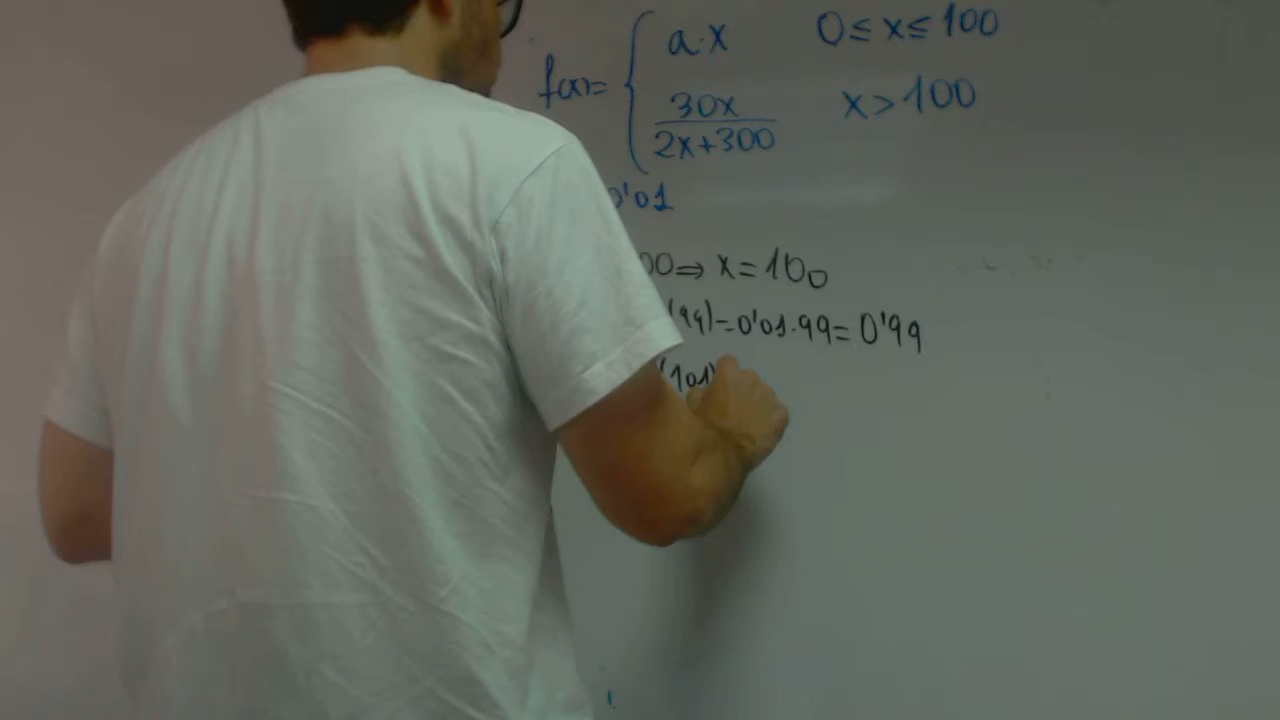 f(x)= { a·x 0≤x≤100
30x/2x+300 x>100
0'01
00⇒ x=100
(99)=0'01·99=0'99
(101)